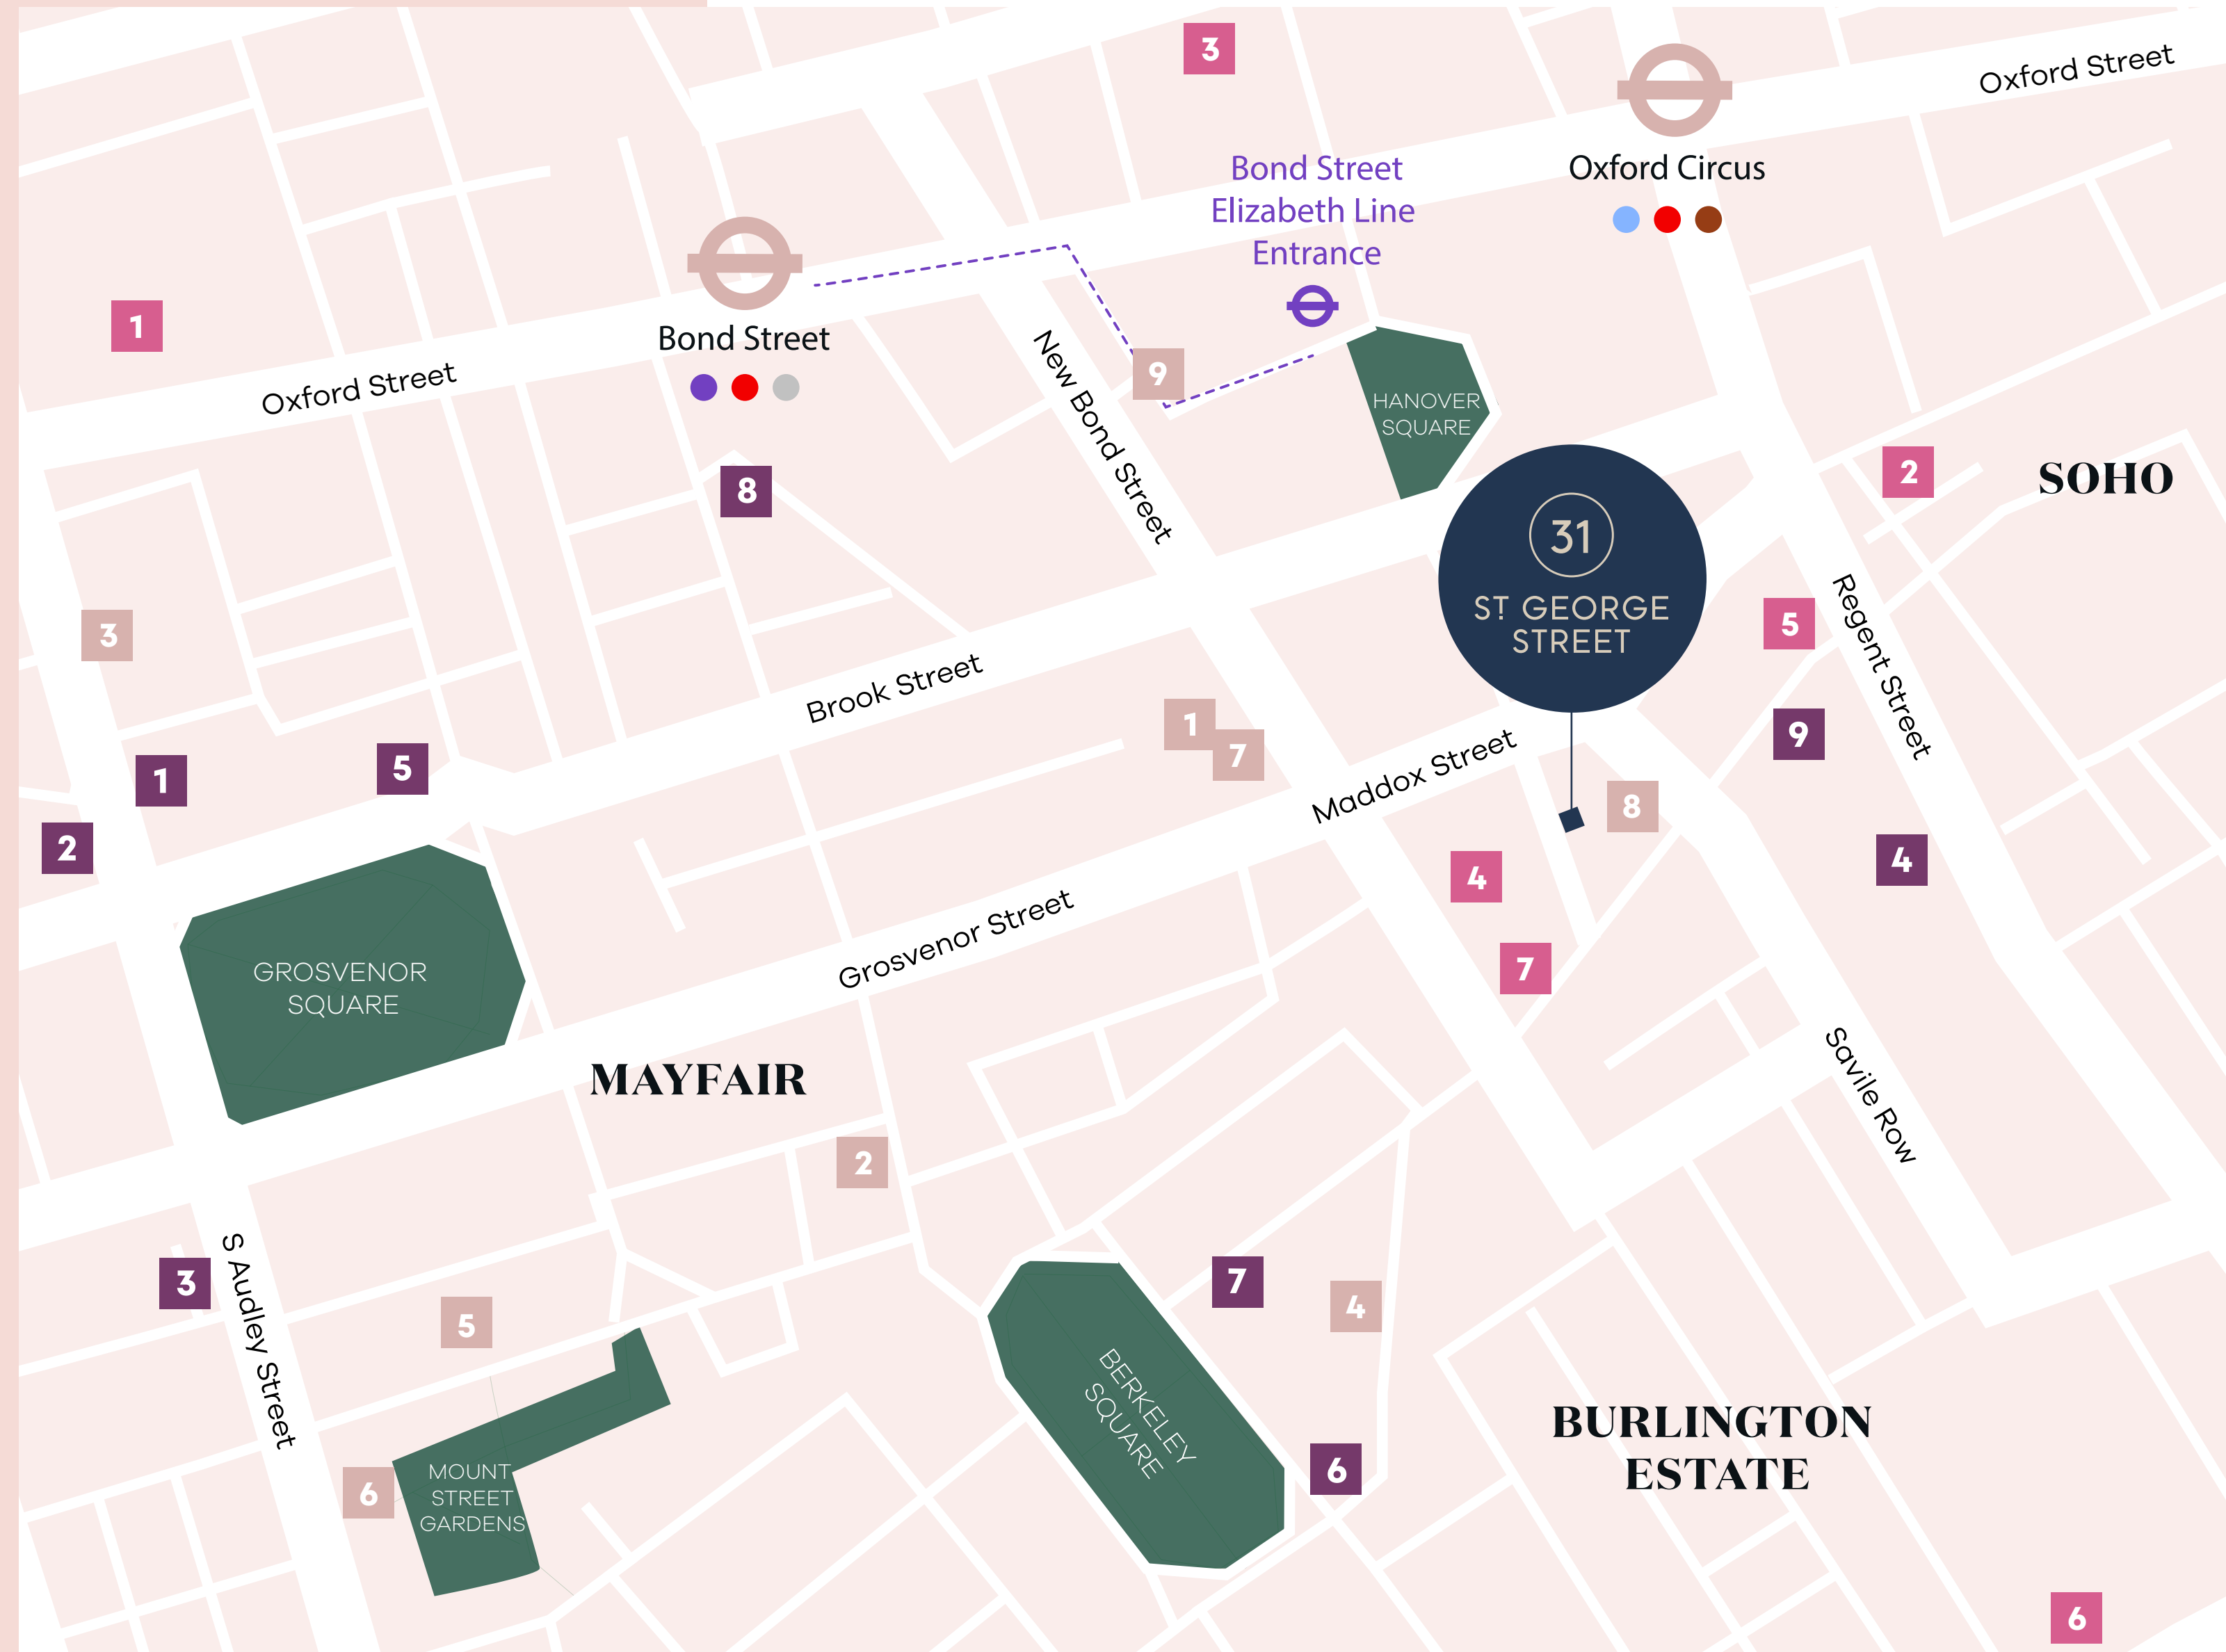 3
Oxford Street
Bond Street
Elizabeth Line
Entrance
Oxford Circus
1
Bond Street
Oxford Street
New Bond Street
9
HANOVER
SQUARE
2
SOHO
8
31
ST GEORGE
STREET
3
5
Regent Street
Brook Street
1
7
Maddox Street
9
1
5
8
2
4
4
Grosvenor Street
7
GROSVENOR
SQUARE
MAYFAIR
Savile Row
2
3
S Audley Street
5
7
4
BERKELEY
SQUARE
BURLINGTON
ESTATE
6
6
MOUNT
STREET
GARDENS
6